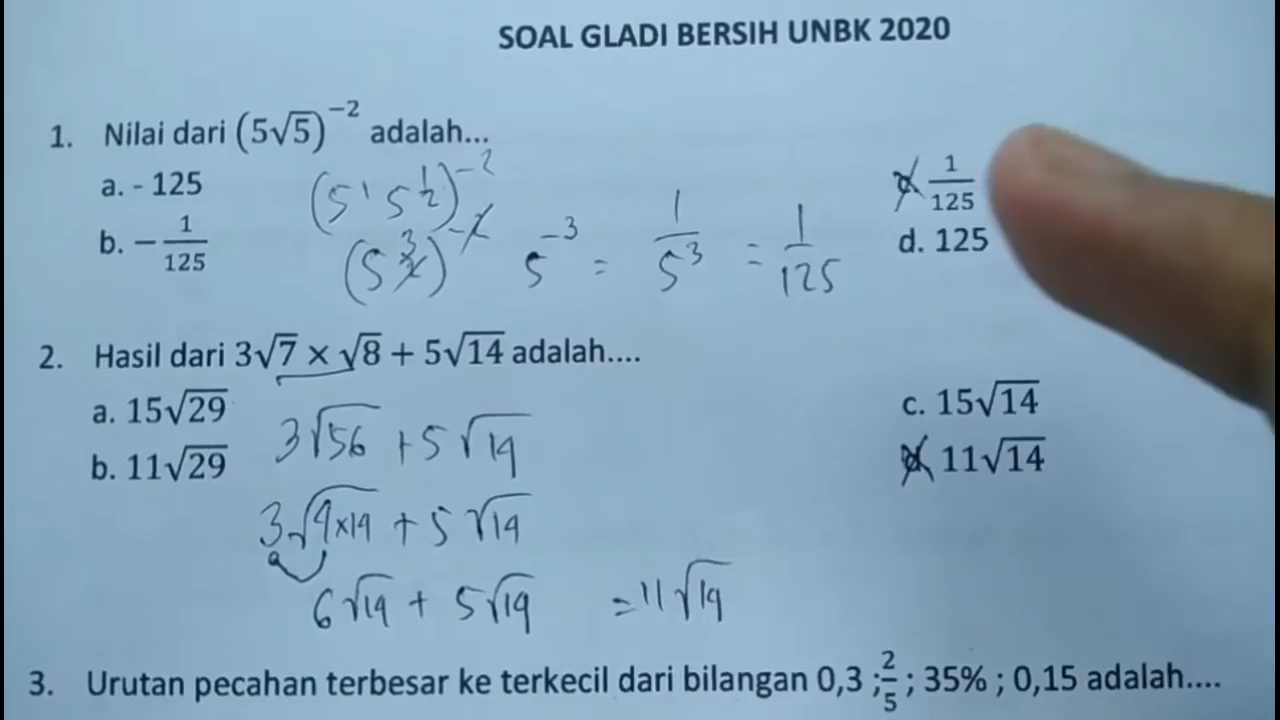 SOAL GLADI BERSIH UNBK 2020
1. Nilai dari (5√5)⁻² adalah...
a. - 125
b. -1/125
1/125
d. 125
(5¹ 5^½)⁻²
(5^3/2)⁻² 5⁻³ = 1/5³ = 1/125
2. Hasil dari 3√7 × √8 + 5√14 adalah....
a. 15√29
b. 11√29
c. 15√14
11√14
3√56 + 5√14
3√4×14 + 5√14
6√14 + 5√14 = 11√14
3. Urutan pecahan terbesar ke terkecil dari bilangan 0,3 ; 2/5 ; 35% ; 0,15 adalah....